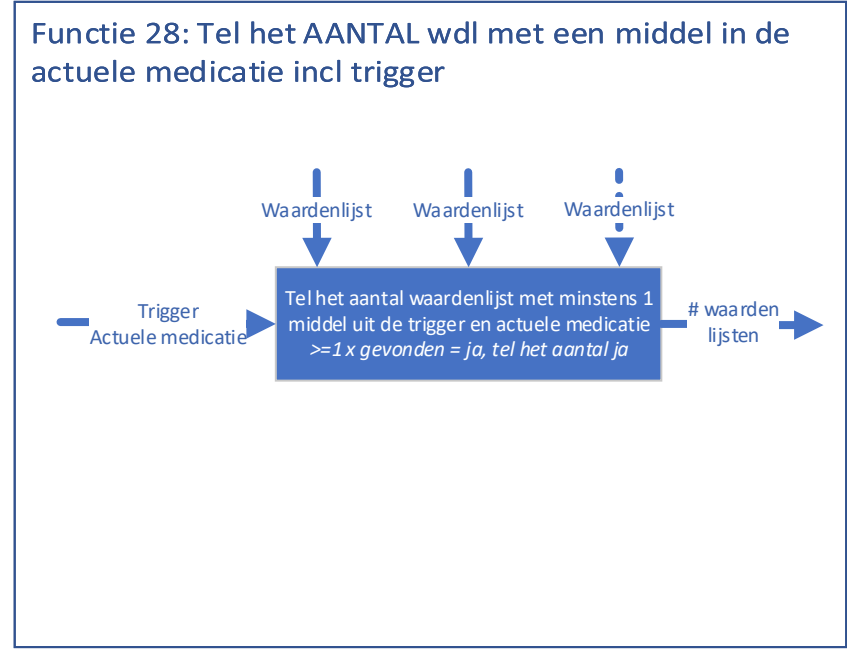 Functie 28: Tel het AANTAL wdl met een middel in de
actuele medicatie incl trigger
Waardenlijst
Waardenlijst
Waardenlijst
Trigger
Actuele medicatie
Tel het aantal waardenlijst met minstens 1
middel uit de trigger en actuele medicatie
>=1 x gevonden = ja, tel het aantal ja
# waarden
lijsten